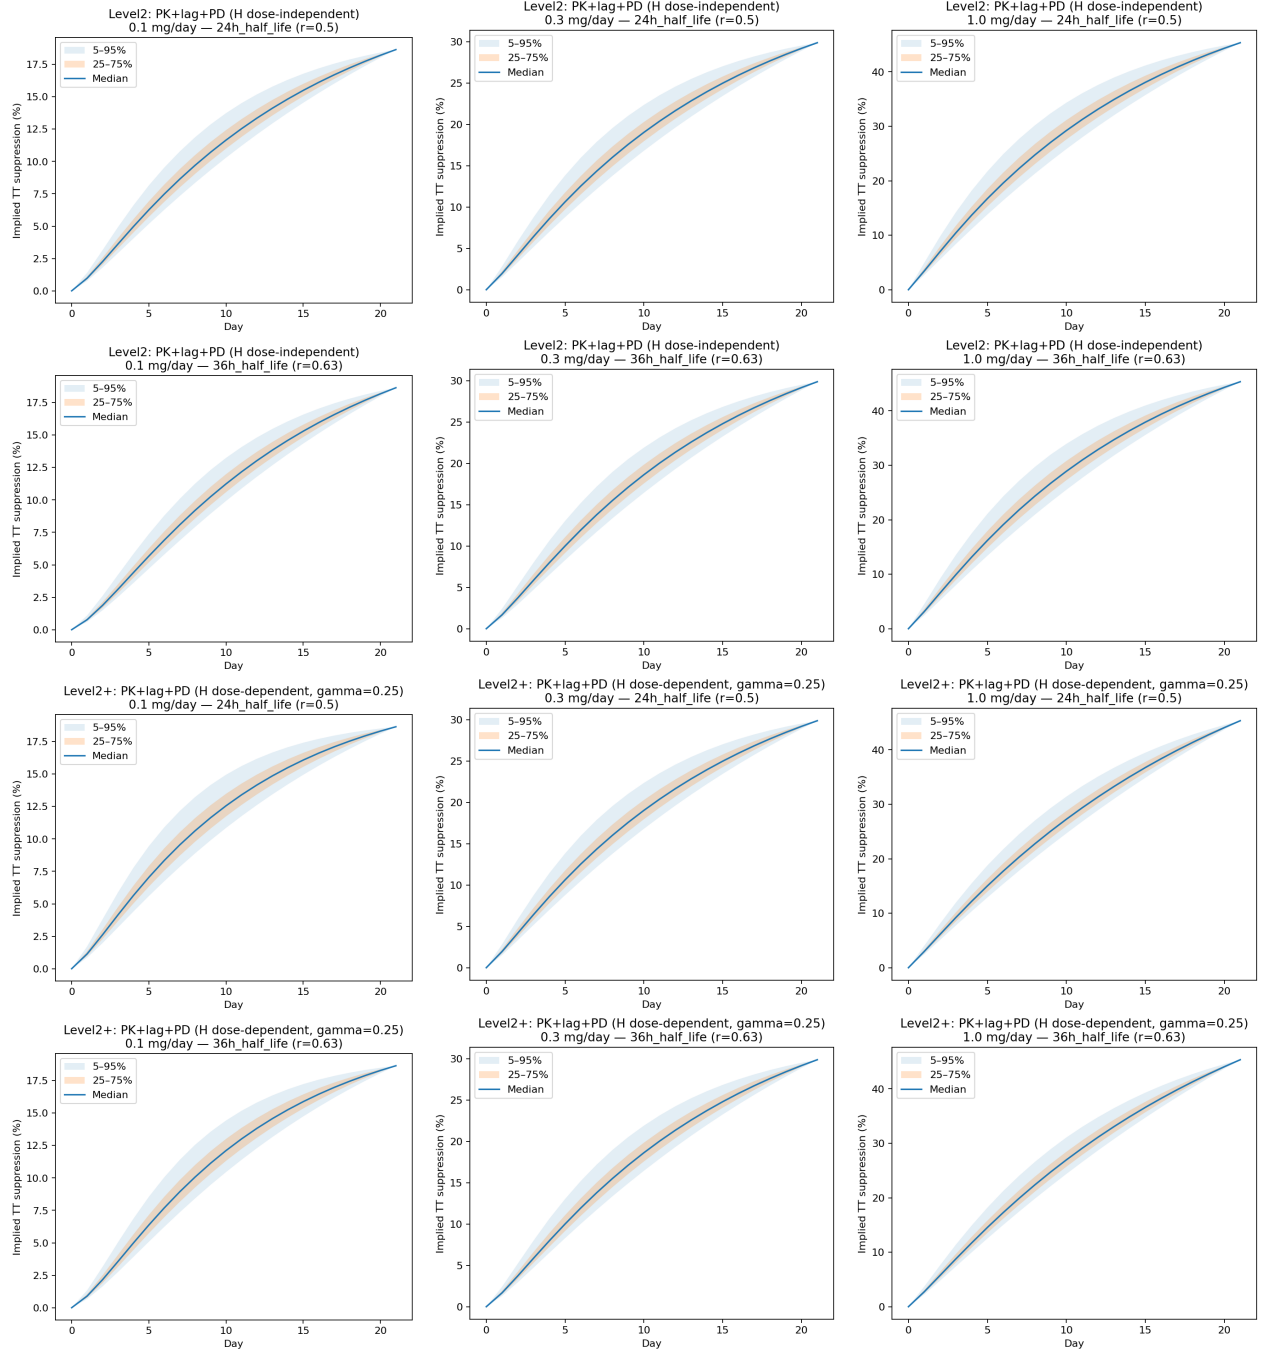 Level2: PK+lag+PD (H dose-independent)
0.1 mg/day — 24h_half_life (r=0.5)
17.5
15.0
12.5
10.0
7.5
5.0
2.5
0.0
Implied TT suppression (%)
5–95%
25–75%
Median
0
5
10
15
20
Day
Level2: PK+lag+PD (H dose-independent)
0.3 mg/day — 24h_half_life (r=0.5)
30
25
20
15
10
5
0
Implied TT suppression (%)
5–95%
25–75%
Median
0
5
10
15
20
Day
Level2: PK+lag+PD (H dose-independent)
1.0 mg/day — 24h_half_life (r=0.5)
40
30
20
10
0
Implied TT suppression (%)
5–95%
25–75%
Median
0
5
10
15
20
Day
Level2: PK+lag+PD (H dose-independent)
0.1 mg/day — 36h_half_life (r=0.63)
17.5
15.0
12.5
10.0
7.5
5.0
2.5
0.0
Implied TT suppression (%)
5–95%
25–75%
Median
0
5
10
15
20
Day
Level2: PK+lag+PD (H dose-independent)
0.3 mg/day — 36h_half_life (r=0.63)
30
25
20
15
10
5
0
Implied TT suppression (%)
5–95%
25–75%
Median
0
5
10
15
20
Day
Level2: PK+lag+PD (H dose-independent)
1.0 mg/day — 36h_half_life (r=0.63)
40
30
20
10
0
Implied TT suppression (%)
5–95%
25–75%
Median
0
5
10
15
20
Day
Level2+: PK+lag+PD (H dose-dependent, gamma=0.25)
0.1 mg/day — 24h_half_life (r=0.5)
17.5
15.0
12.5
10.0
7.5
5.0
2.5
0.0
Implied TT suppression (%)
5–95%
25–75%
Median
0
5
10
15
20
Day
Level2+: PK+lag+PD (H dose-dependent, gamma=0.25)
0.3 mg/day — 24h_half_life (r=0.5)
30
25
20
15
10
5
0
Implied TT suppression (%)
5–95%
25–75%
Median
0
5
10
15
20
Day
Level2+: PK+lag+PD (H dose-dependent, gamma=0.25)
1.0 mg/day — 24h_half_life (r=0.5)
40
30
20
10
0
Implied TT suppression (%)
5–95%
25–75%
Median
0
5
10
15
20
Day
Level2+: PK+lag+PD (H dose-dependent, gamma=0.25)
0.1 mg/day — 36h_half_life (r=0.63)
17.5
15.0
12.5
10.0
7.5
5.0
2.5
0.0
Implied TT suppression (%)
5–95%
25–75%
Median
0
5
10
15
20
Day
Level2+: PK+lag+PD (H dose-dependent, gamma=0.25)
0.3 mg/day — 36h_half_life (r=0.63)
30
25
20
15
10
5
0
Implied TT suppression (%)
5–95%
25–75%
Median
0
5
10
15
20
Day
Level2+: PK+lag+PD (H dose-dependent, gamma=0.25)
1.0 mg/day — 36h_half_life (r=0.63)
40
30
20
10
0
Implied TT suppression (%)
5–95%
25–75%
Median
0
5
10
15
20
Day